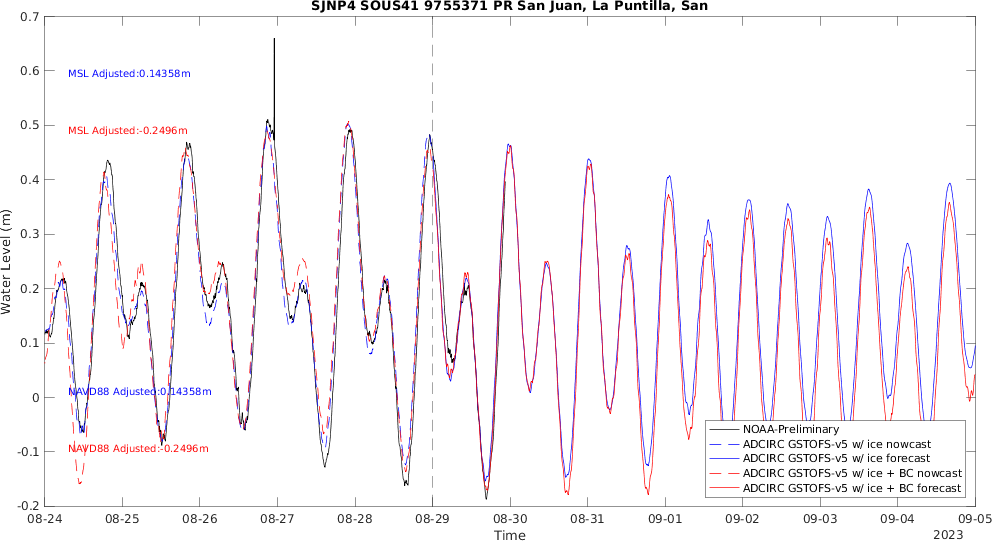 SJNP4 SOUS41 9755371 PR San Juan, La Puntilla, San
0.7
0.6
0.5
0.4
0.3
0.2
0.1
0
-0.1
-0.2
Water Level (m)
MSL Adjusted:0.14358m
MSL Adjusted:-0.2496m
NAVD88 Adjusted:0.14358m
NAVD88 Adjusted:-0.2496m
NOAA-Preliminary
ADCIRC GSTOFS-v5 w/ ice nowcast
ADCIRC GSTOFS-v5 w/ ice forecast
ADCIRC GSTOFS-v5 w/ ice + BC nowcast
ADCIRC GSTOFS-v5 w/ ice + BC forecast
08-24 08-25 08-26 08-27 08-28 08-29 08-30 08-31 09-01 09-02 09-03 09-04 09-05
Time
2023